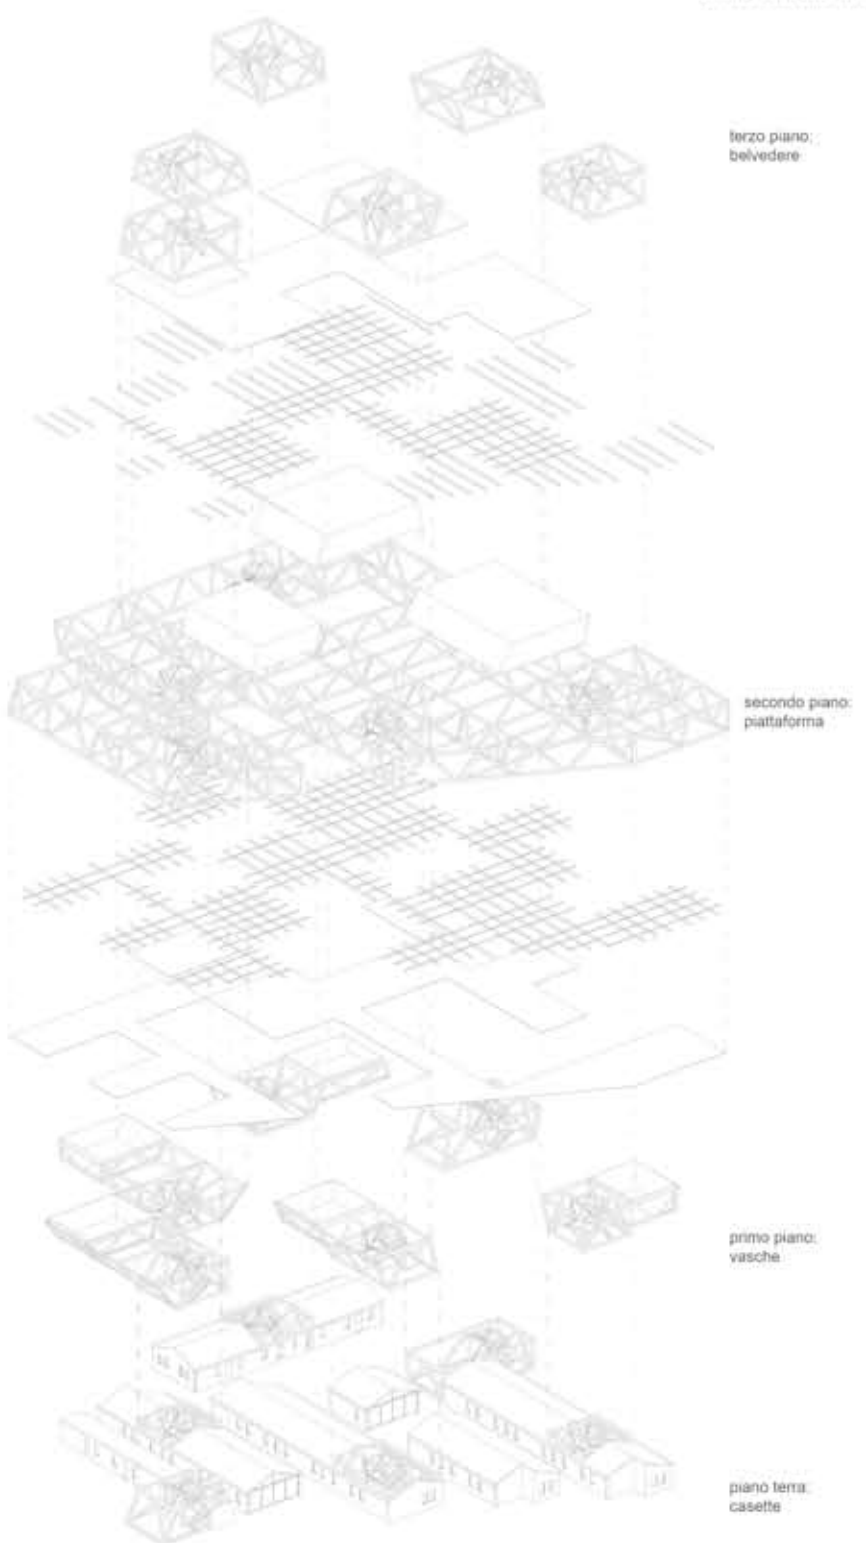 terzo piano:
belvedere
secondo piano:
piattaforma
primo piano:
vasche
piano terra:
casette